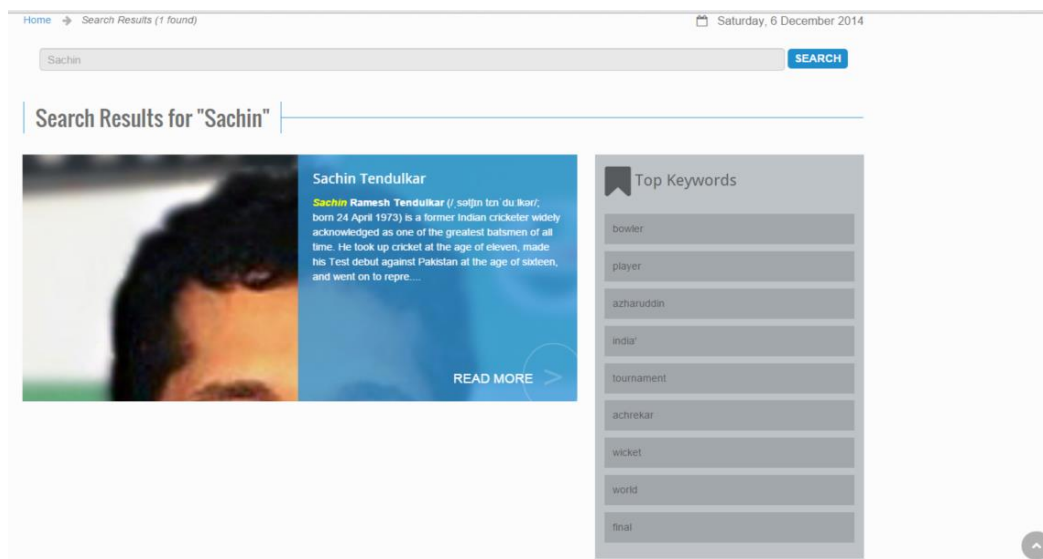 Home → Search Results (1 found)
Saturday, 6 December 2014
Sachin
SEARCH
Search Results for "Sachin"
Sachin Tendulkar
Sachin Ramesh Tendulkar (/ˌsətʃɪn tɛnˈduːlkər/;
born 24 April 1973) is a former Indian cricketer widely
acknowledged as one of the greatest batsmen of all
time. He took up cricket at the age of eleven, made
his Test debut against Pakistan at the age of sixteen,
and went on to repre....
READ MORE >
Top Keywords
bowler
player
azharuddin
india'
tournament
achrekar
wicket
world
final